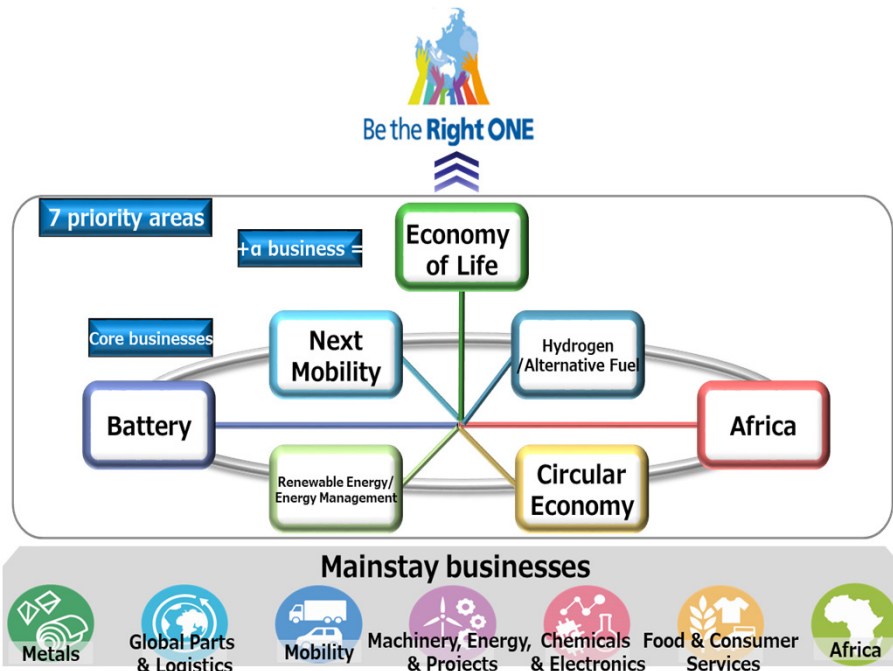 Be the Right ONE
7 priority areas
+α business =
Economy
of Life
Core businesses
Next
Mobility
Hydrogen
/Alternative Fuel
Battery
Africa
Renewable Energy/
Energy Management
Circular
Economy
Mainstay businesses
Metals
Global Parts
& Logistics
Mobility
Machinery, Energy,
& Projects
Chemicals
& Electronics
Food & Consumer
Services
Africa